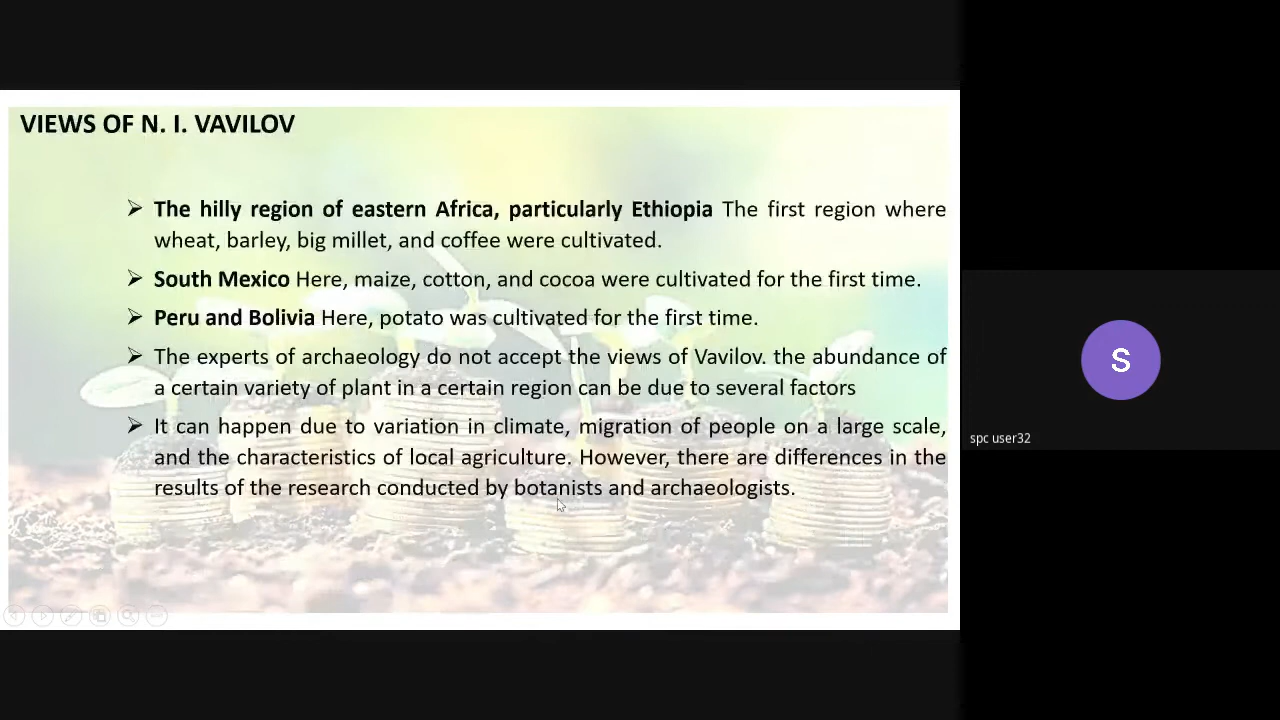 VIEWS OF N. I. VAVILOV
➢ The hilly region of eastern Africa, particularly Ethiopia The first region where
wheat, barley, big millet, and coffee were cultivated.
➢ South Mexico Here, maize, cotton, and cocoa were cultivated for the first time.
➢ Peru and Bolivia Here, potato was cultivated for the first time.
➢ The experts of archaeology do not accept the views of Vavilov. the abundance of
a certain variety of plant in a certain region can be due to several factors
➢ It can happen due to variation in climate, migration of people on a large scale,
and the characteristics of local agriculture. However, there are differences in the
results of the research conducted by botanists and archaeologists.
S
spc user32